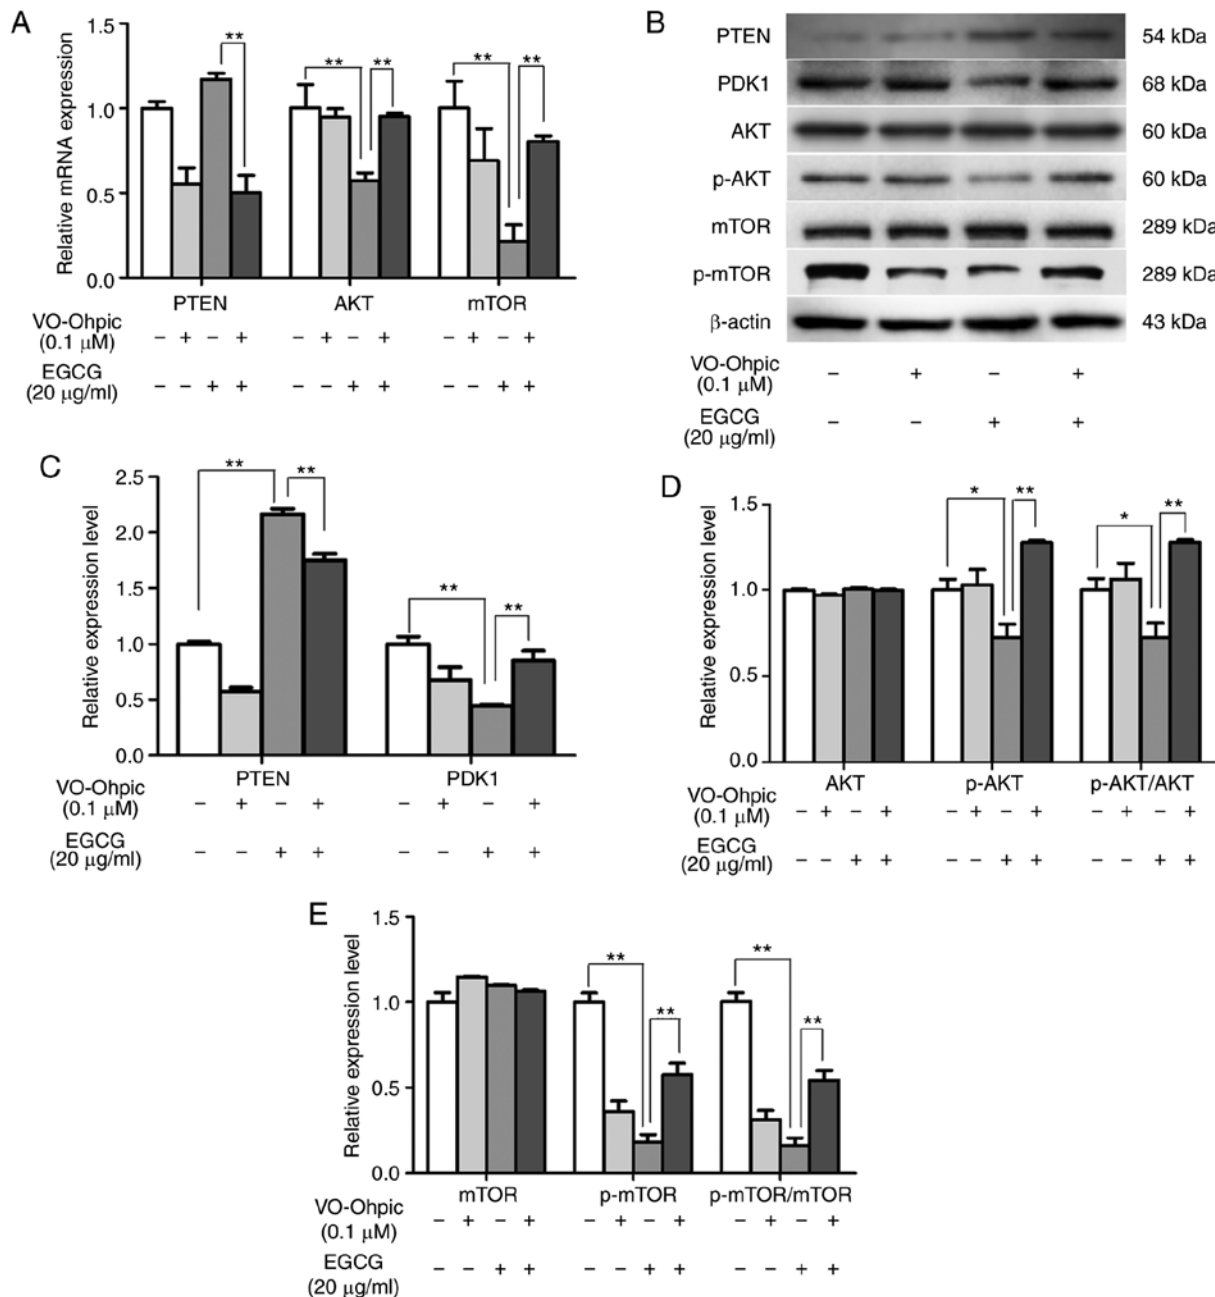 A
Relative mRNA expression
1.5
1.0
0.5
0.0
** ** ** ** **
PTEN AKT mTOR
VO-Ohpic
(0.1 μM)
− + − + − + − + − + − +
EGCG
(20 μg/ml)
− − + + − − + + − − + +
B
PTEN 54 kDa
PDK1 68 kDa
AKT 60 kDa
p-AKT 60 kDa
mTOR 289 kDa
p-mTOR 289 kDa
β-actin 43 kDa
VO-Ohpic
(0.1 μM)
− + − +
EGCG
(20 μg/ml)
− − + +
C
Relative expression level
2.5
2.0
1.5
1.0
0.5
0.0
** ** ** **
PTEN PDK1
VO-Ohpic
(0.1 μM)
− + − + − + − +
EGCG
(20 μg/ml)
− − + + − − + +
D
Relative expression level
1.5
1.0
0.5
0.0
* ** * **
AKT p-AKT p-AKT/AKT
VO-Ohpic
(0.1 μM)
− + − + − + − + − + − +
EGCG
(20 μg/ml)
− − + + − − + + − − + +
E
Relative expression level
1.5
1.0
0.5
0.0
** ** ** **
mTOR p-mTOR p-mTOR/mTOR
VO-Ohpic
(0.1 μM)
− + − + − + − + − + − +
EGCG
(20 μg/ml)
− − + + − − + + − − + +